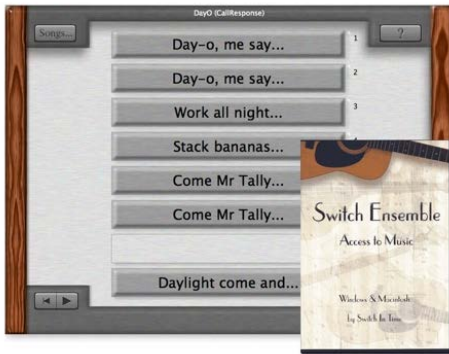 DayO (CallResponse)
Songs...
?
Day-o, me say...
1
Day-o, me say...
2
Work all night...
3
Stack bananas...
Come Mr Tally...
Come Mr Tally...
Daylight come and...
Switch Ensemble
Access to Music
Windows & Macintosh
by Switch In Time